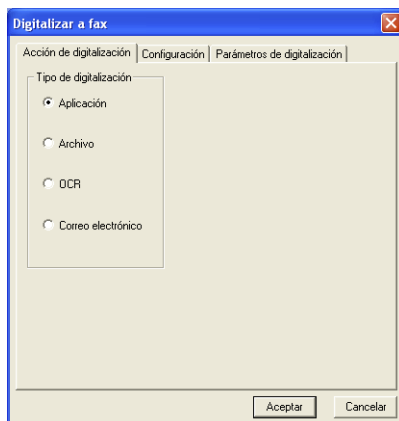 Digitalizar a fax
Acción de digitalización Configuración Parámetros de digitalización
Tipo de digitalización
Aplicación
Archivo
OCR
Correo electrónico
Aceptar Cancelar